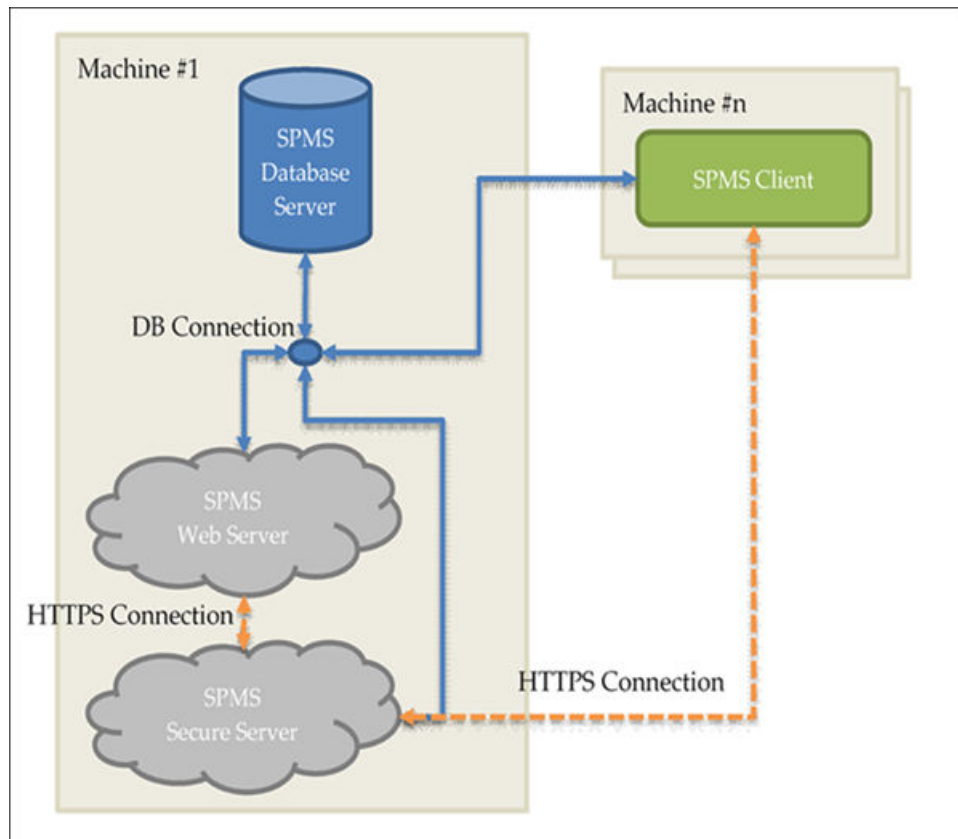 Machine #1
SPMS
Database
Server
Machine #n
SPMS Client
DB Connection
SPMS
Web Server
HTTPS Connection
SPMS
Secure Server
HTTPS Connection